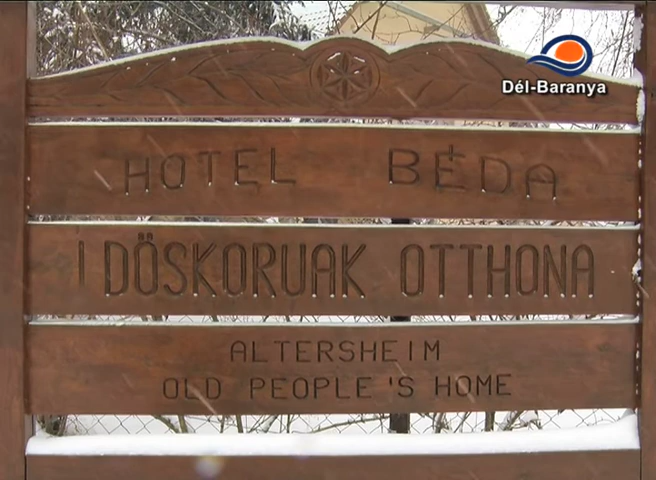 Dél-Baranya
HOTEL BÉDA
IDÖSKORUAK OTTHONA
ALTERSHEIM
OLD PEOPLE'S HOME